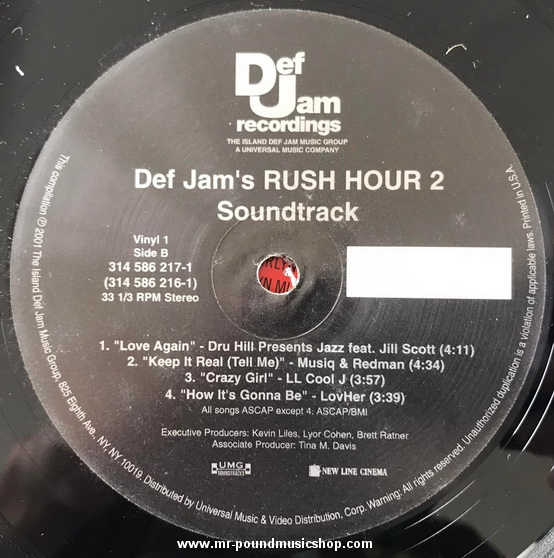 Def
Jam
recordings
THE ISLAND DEF JAM MUSIC GROUP
A UNIVERSAL MUSIC COMPANY
Def Jam's RUSH HOUR 2
Soundtrack
Vinyl 1
Side B
314 586 217-1
(314 586 216-1)
33 1/3 RPM Stereo
1. "Love Again" - Dru Hill Presents Jazz feat. Jill Scott (4:11)
2. "Keep It Real (Tell Me)" - Musiq & Redman (4:34)
3. "Crazy Girl" - LL Cool J (3:57)
4. "How It's Gonna Be" - LovHer (3:39)
All songs ASCAP except 4: ASCAP/BMI
Executive Producers: Kevin Liles, Lyor Cohen, Brett Ratner
Associate Producer: Tina M. Davis
UMG
SOUNDTRACKS
NEW LINE CINEMA
This compilation ℗ 2001 The Island Def Jam Music Group, 825 Eighth Ave., NY, NY 10019. Distributed by Universal Music & Video Distribution, Corp. Warning: All rights reserved. Unauthorized duplication is a violation of applicable laws. Printed in U.S.A.
www.mr-poundmusicshop.com